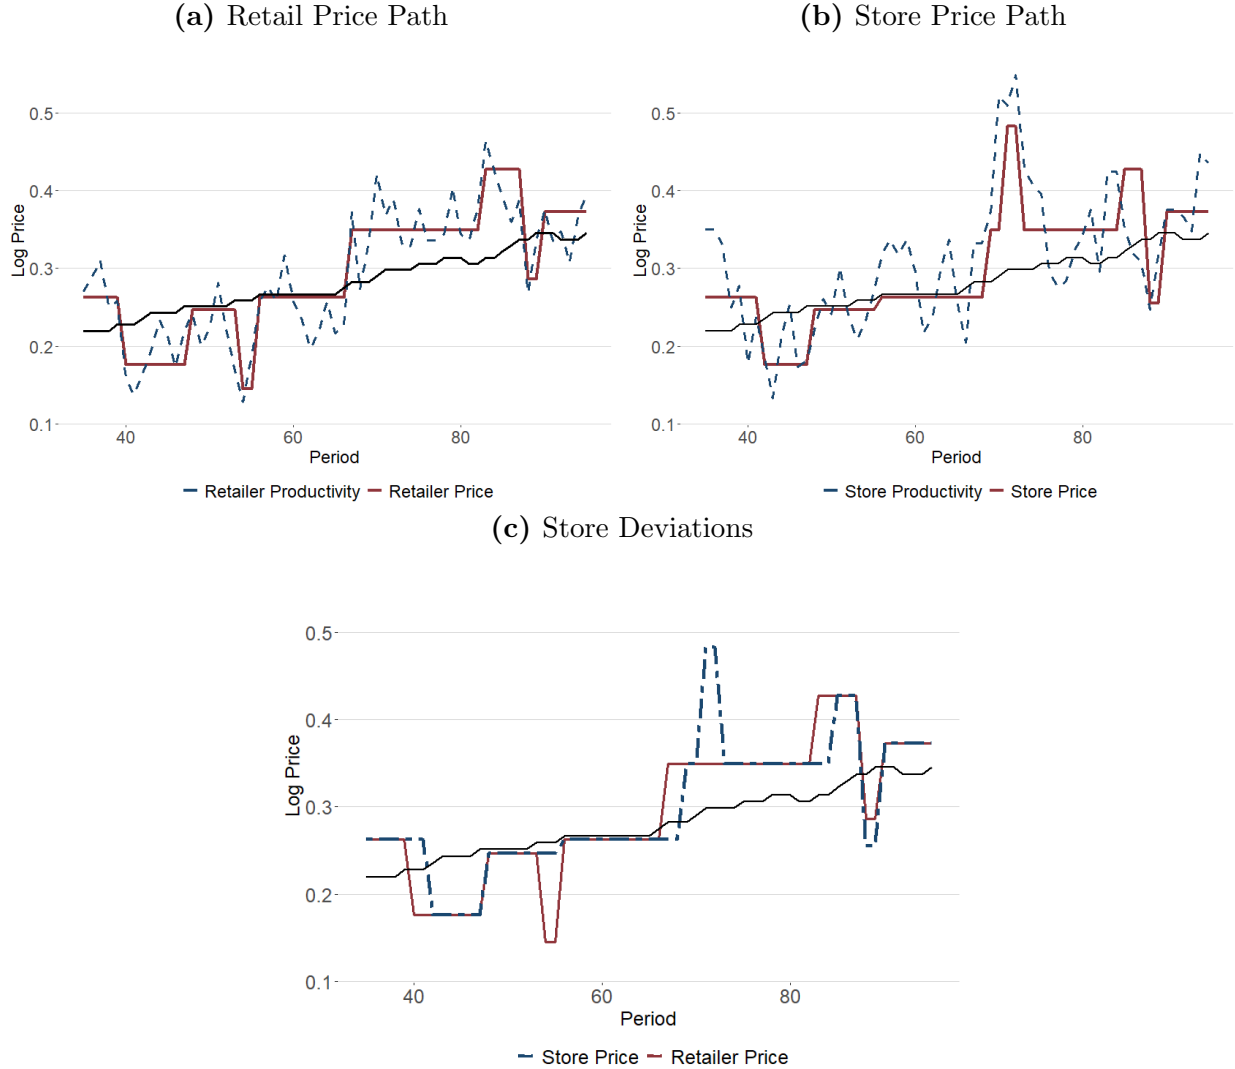 (a) Retail Price Path
(b) Store Price Path
0.5
0.4
0.3
0.2
0.1
Log Price
40
60
80
Period
Retailer Productivity
Retailer Price
0.5
0.4
0.3
0.2
0.1
Log Price
40
60
80
Period
Store Productivity
Store Price
(c) Store Deviations
0.5
0.4
0.3
0.2
0.1
Log Price
40
60
80
Period
Store Price
Retailer Price